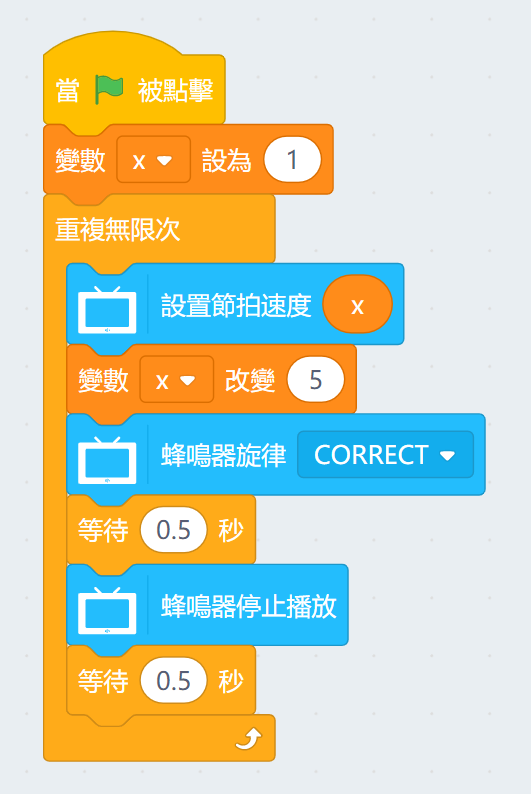 當 被點擊
變數 x 設為 1
重複無限次
設置節拍速度 x
變數 x 改變 5
蜂鳴器旋律 CORRECT
等待 0.5 秒
蜂鳴器停止播放
等待 0.5 秒